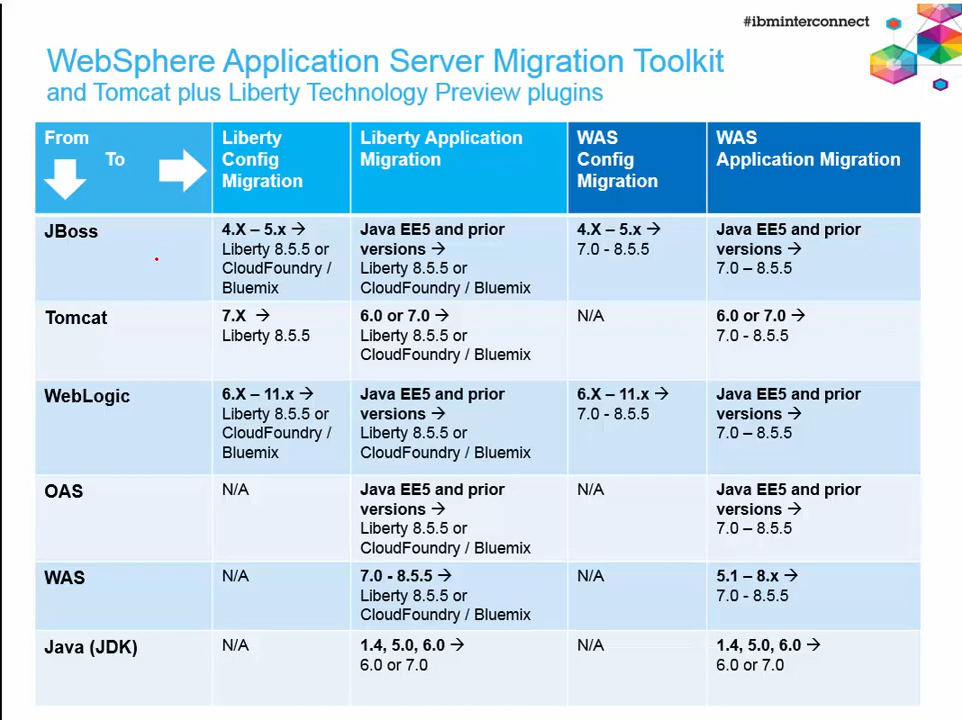 #ibminterconnect
WebSphere Application Server Migration Toolkit
and Tomcat plus Liberty Technology Preview plugins
From
To
Liberty
Config
Migration
Liberty Application
Migration
WAS
Config
Migration
WAS
Application Migration
JBoss
4.X – 5.x →
Liberty 8.5.5 or
CloudFoundry /
Bluemix
Java EE5 and prior
versions →
Liberty 8.5.5 or
CloudFoundry / Bluemix
4.X – 5.x →
7.0 - 8.5.5
Java EE5 and prior
versions →
7.0 – 8.5.5
Tomcat
7.X →
Liberty 8.5.5
6.0 or 7.0 →
Liberty 8.5.5 or
CloudFoundry / Bluemix
N/A
6.0 or 7.0 →
7.0 - 8.5.5
WebLogic
6.X – 11.x →
Liberty 8.5.5 or
CloudFoundry /
Bluemix
Java EE5 and prior
versions →
Liberty 8.5.5 or
CloudFoundry / Bluemix
6.X – 11.x →
7.0 - 8.5.5
Java EE5 and prior
versions →
7.0 – 8.5.5
OAS
N/A
Java EE5 and prior
versions →
Liberty 8.5.5 or
CloudFoundry / Bluemix
N/A
Java EE5 and prior
versions →
7.0 – 8.5.5
WAS
N/A
7.0 - 8.5.5 →
Liberty 8.5.5 or
CloudFoundry / Bluemix
N/A
5.1 – 8.x →
7.0 - 8.5.5
Java (JDK)
N/A
1.4, 5.0, 6.0 →
6.0 or 7.0
N/A
1.4, 5.0, 6.0 →
6.0 or 7.0